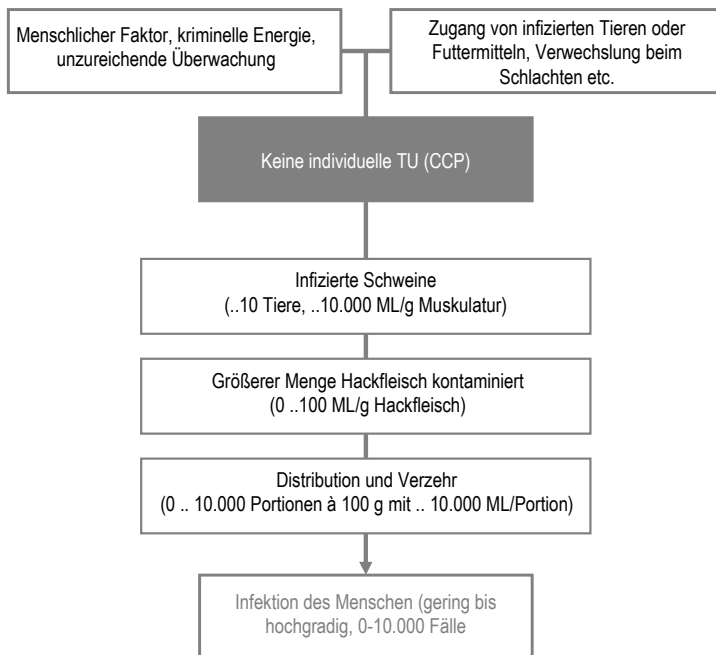 Menschlicher Faktor, kriminelle Energie,
unzureichende Überwachung
Zugang von infizierten Tieren oder
Futtermitteln, Verwechslung beim
Schlachten etc.
Keine individuelle TU (CCP)
Infizierte Schweine
(..10 Tiere, ..10.000 ML/g Muskulatur)
Größerer Menge Hackfleisch kontaminiert
(0 ..100 ML/g Hackfleisch)
Distribution und Verzehr
(0 .. 10.000 Portionen à 100 g mit .. 10.000 ML/Portion)
Infektion des Menschen (gering bis
hochgradig, 0-10.000 Fälle